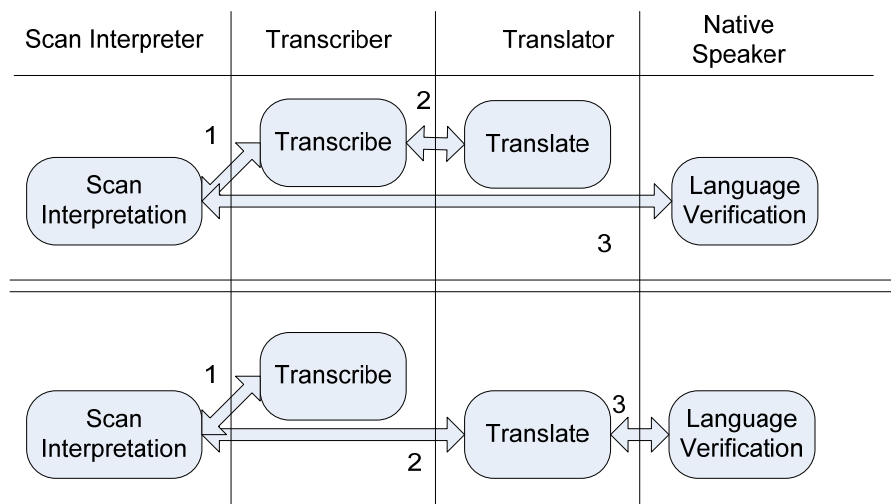 Scan Interpreter
Transcriber
Translator
Native
Speaker
1
2
Transcribe
Translate
Scan
Interpretation
Language
Verification
3
1
Transcribe
Scan
Interpretation
2
Translate
3
Language
Verification